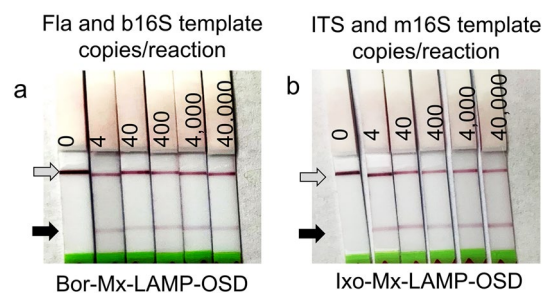 Fla and b16S template
copies/reaction
a
0
4
40
400
4,000
40,000
Bor-Mx-LAMP-OSD
ITS and m16S template
copies/reaction
b
0
4
40
400
4,000
40,000
Ixo-Mx-LAMP-OSD